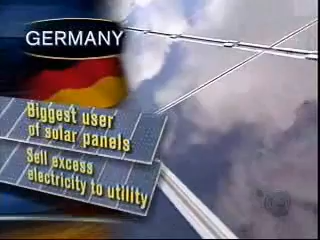 GERMANY
Biggest user
of solar panels
Sell excess
electricity to utility